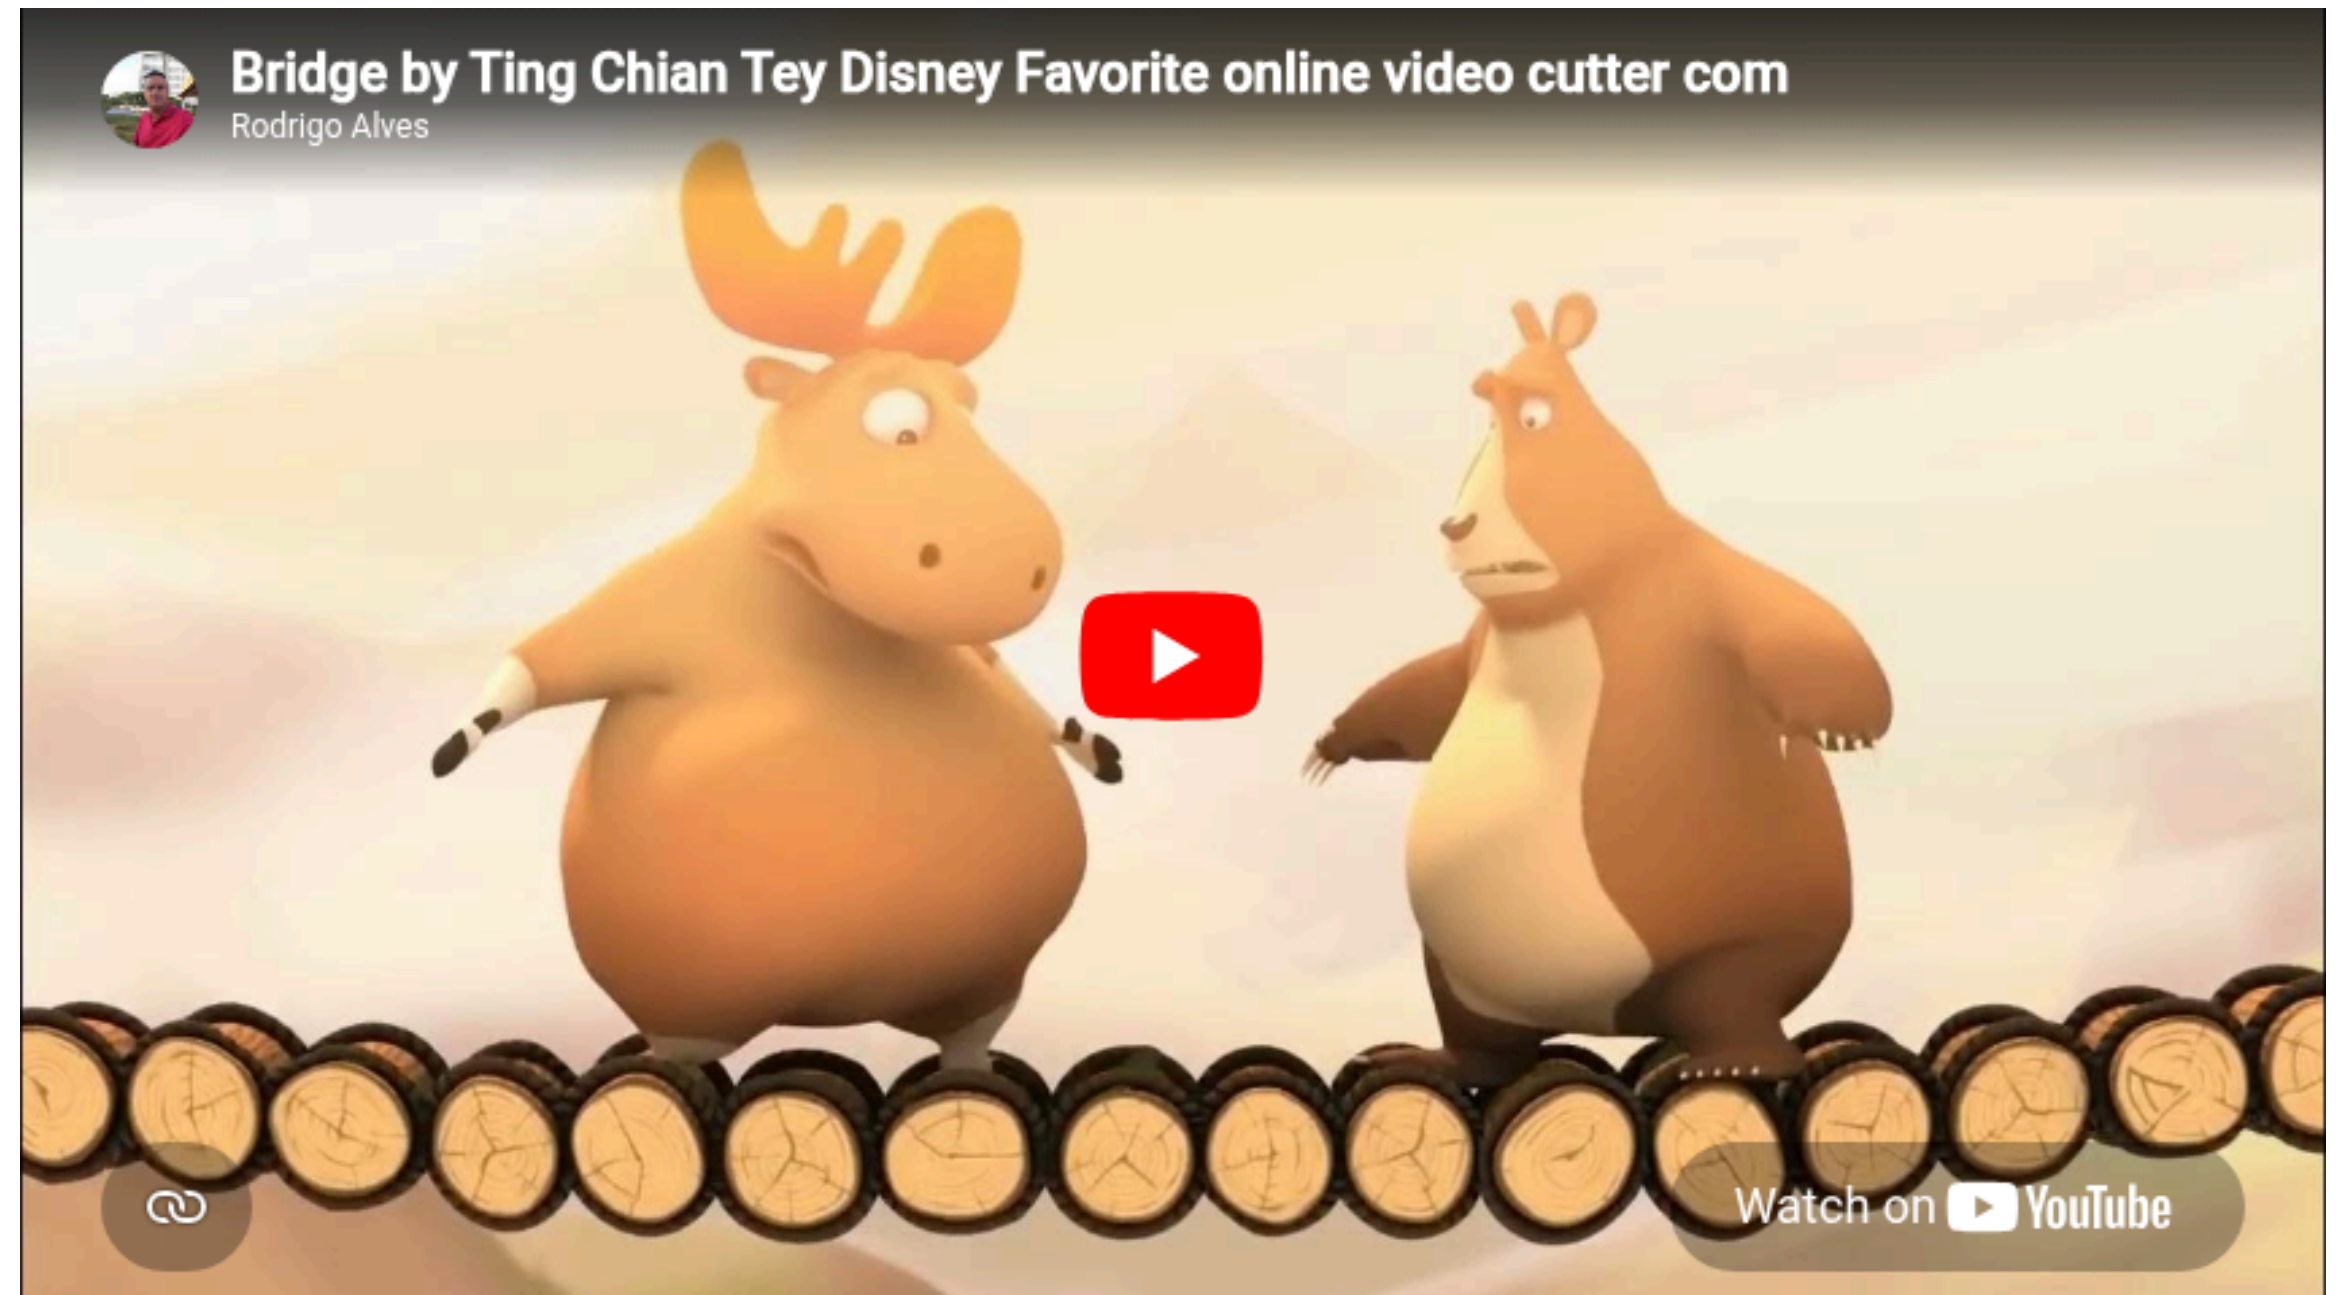 Bridge by Ting Chian Tey Disney Favorite online video cutter com
Rodrigo Alves
Watch on YouTube